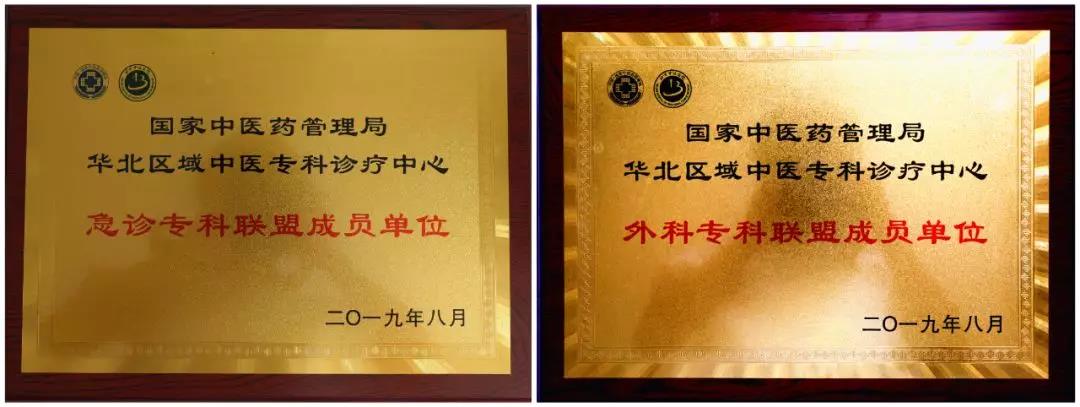 国家中医药管理局
华北区域中医专科诊疗中心
急诊专科联盟成员单位
二〇一九年八月
国家中医药管理局
华北区域中医专科诊疗中心
外科专科联盟成员单位
二〇一九年八月